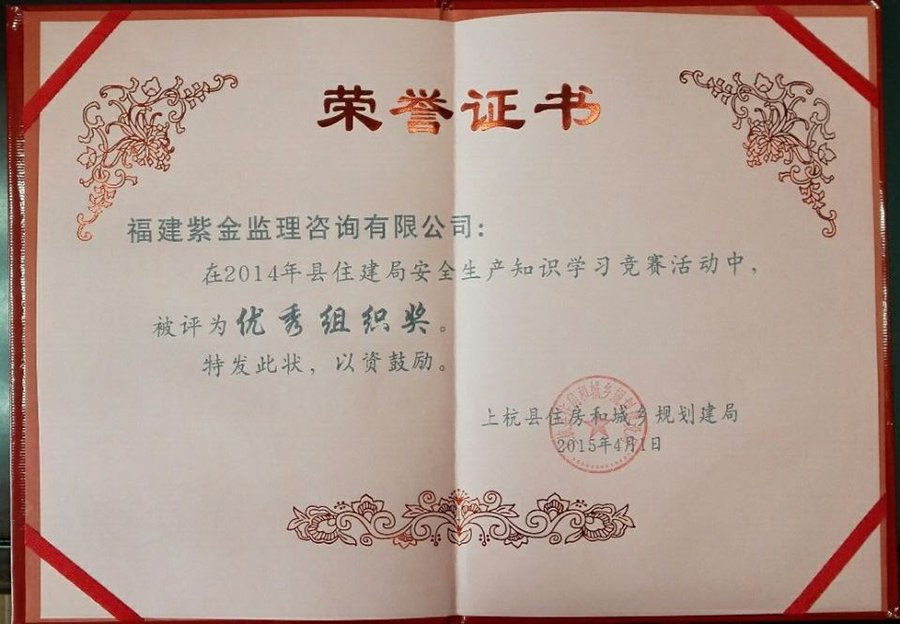 荣誉证书
福建紫金监理咨询有限公司：
在2014年县住建局安全生产知识学习竞赛活动中，
被评为优秀组织奖。
特发此状，以资鼓励。
上杭县住房和城乡规划建局
2015年4月1日